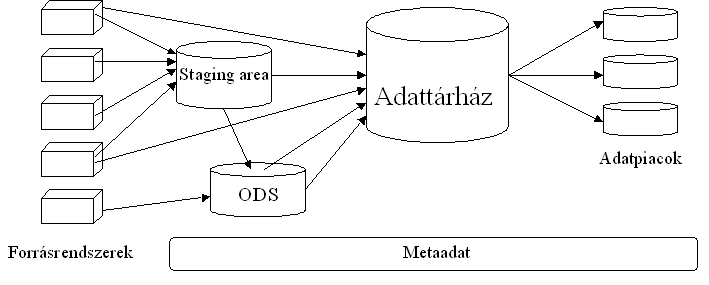 Staging area
Adattárház
ODS
Adatpiacok
Forrásrendszerek
Metaadat